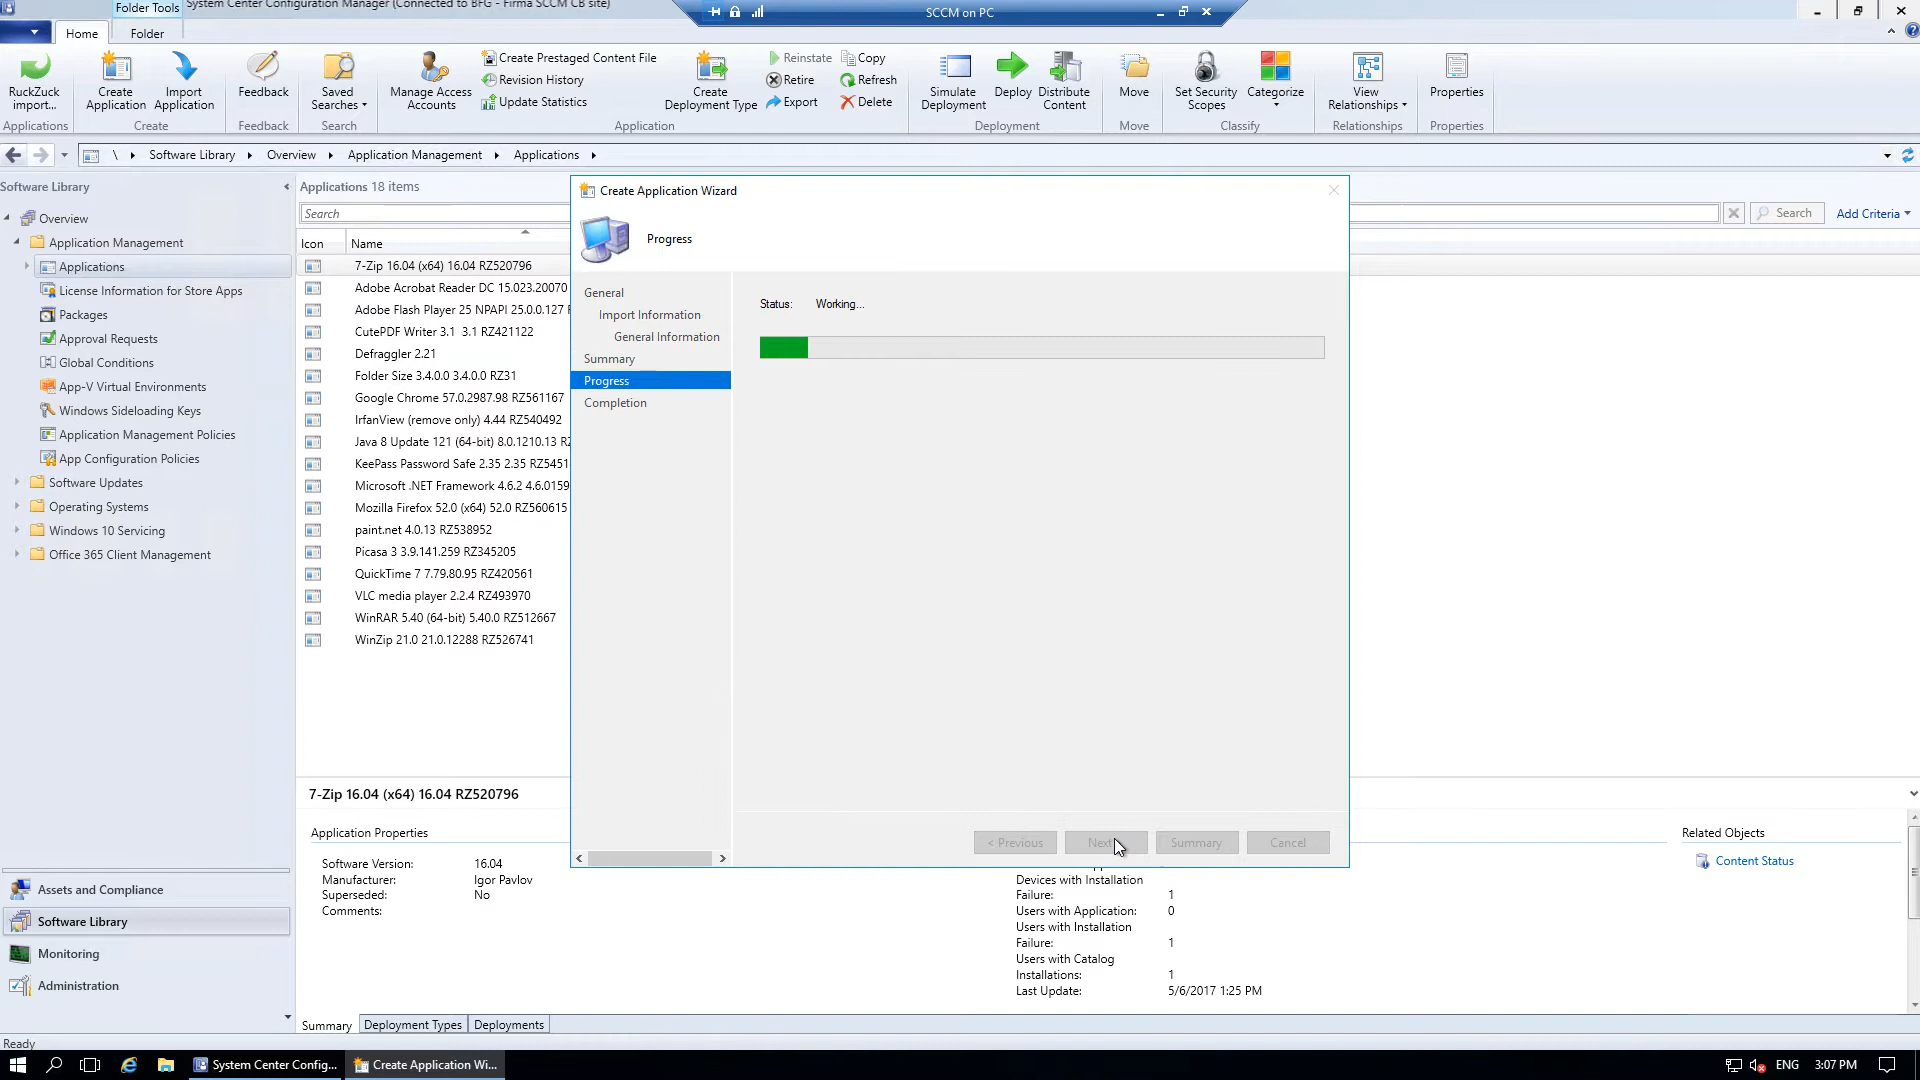 Folder Tools
System Center Configuration Manager (Connected to BFG - Firma SCCM CB site)
SCCM on PC
Home
Folder
RuckZuck import...
Create Application
Import Application
Feedback
Saved Searches
Manage Access Accounts
Create Prestaged Content File
Revision History
Update Statistics
Create Deployment Type
Reinstate
Retire
Export
Copy
Refresh
Delete
Simulate Deployment
Deploy
Distribute Content
Move
Set Security Scopes
Categorize
View Relationships
Properties
Applications
Create
Feedback
Search
Application
Deployment
Move
Classify
Relationships
Properties
\ Software Library Overview Application Management Applications
Software Library
Overview
Application Management
Applications
License Information for Store Apps
Packages
Approval Requests
Global Conditions
App-V Virtual Environments
Windows Sideloading Keys
Application Management Policies
App Configuration Policies
Software Updates
Operating Systems
Windows 10 Servicing
Office 365 Client Management
Assets and Compliance
Software Library
Monitoring
Administration
Applications 18 items
Search
Search
Add Criteria
Icon Name
7-Zip 16.04 (x64) 16.04 RZ520796
Adobe Acrobat Reader DC 15.023.20070
Adobe Flash Player 25 NPAPI 25.0.0.127 F
CutePDF Writer 3.1 3.1 RZ421122
Defraggler 2.21
Folder Size 3.4.0.0 3.4.0.0 RZ31
Google Chrome 57.0.2987.98 RZ561167
IrfanView (remove only) 4.44 RZ540492
Java 8 Update 121 (64-bit) 8.0.1210.13 RZ
KeePass Password Safe 2.35 2.35 RZ5451
Microsoft .NET Framework 4.6.2 4.6.0159
Mozilla Firefox 52.0 (x64) 52.0 RZ560615
paint.net 4.0.13 RZ538952
Picasa 3 3.9.141.259 RZ345205
QuickTime 7 7.79.80.95 RZ420561
VLC media player 2.2.4 RZ493970
WinRAR 5.40 (64-bit) 5.40.0 RZ512667
WinZip 21.0 21.0.12288 RZ526741
Create Application Wizard
Progress
General
Import Information
General Information
Summary
Progress
Completion
Status: Working...
< Previous
Next
Summary
Cancel
7-Zip 16.04 (x64) 16.04 RZ520796
Application Properties
Software Version: 16.04
Manufacturer: Igor Pavlov
Superseded: No
Comments:
Devices with Installation
Failure: 1
Users with Application: 0
Users with Installation
Failure: 1
Users with Catalog
Installations: 1
Last Update: 5/6/2017 1:25 PM
Related Objects
Content Status
Summary
Deployment Types
Deployments
Ready
System Center Config...
Create Application Wi...
ENG
3:07 PM